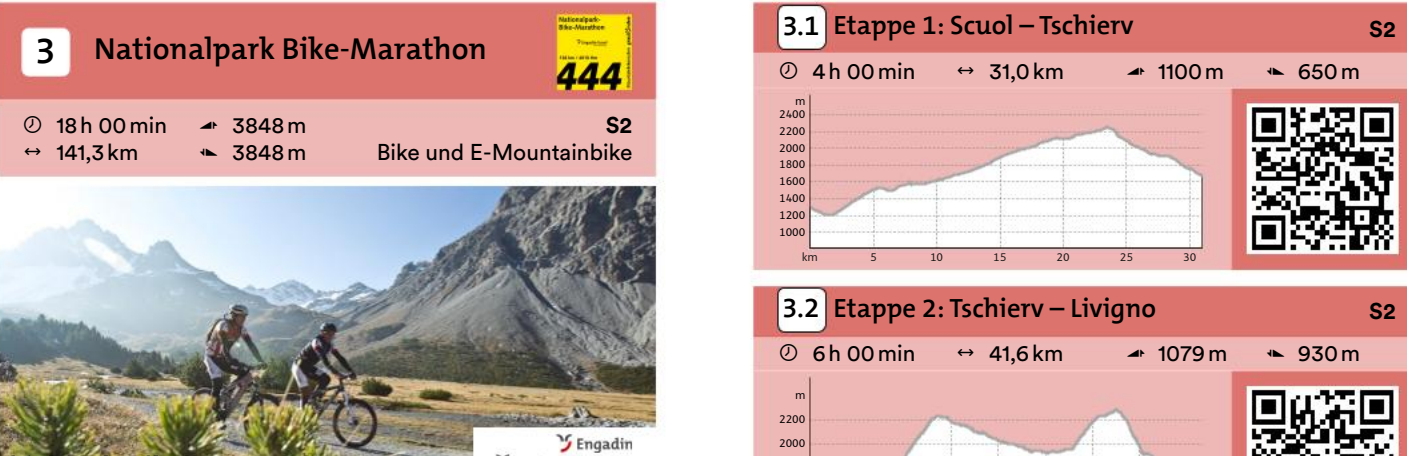 3 Nationalpark Bike-Marathon
Nationalpark-
Bike-Marathon
444
18 h 00 min 3848 m S2
141,3 km 3848 m Bike und E-Mountainbike
Engadin
3.1 Etappe 1: Scuol – Tschierv S2
4 h 00 min 31,0 km 1100 m 650 m
m
2400
2200
2000
1800
1600
1400
1200
1000
km 5 10 15 20 25 30
3.2 Etappe 2: Tschierv – Livigno S2
6 h 00 min 41,6 km 1079 m 930 m
m
2200
2000